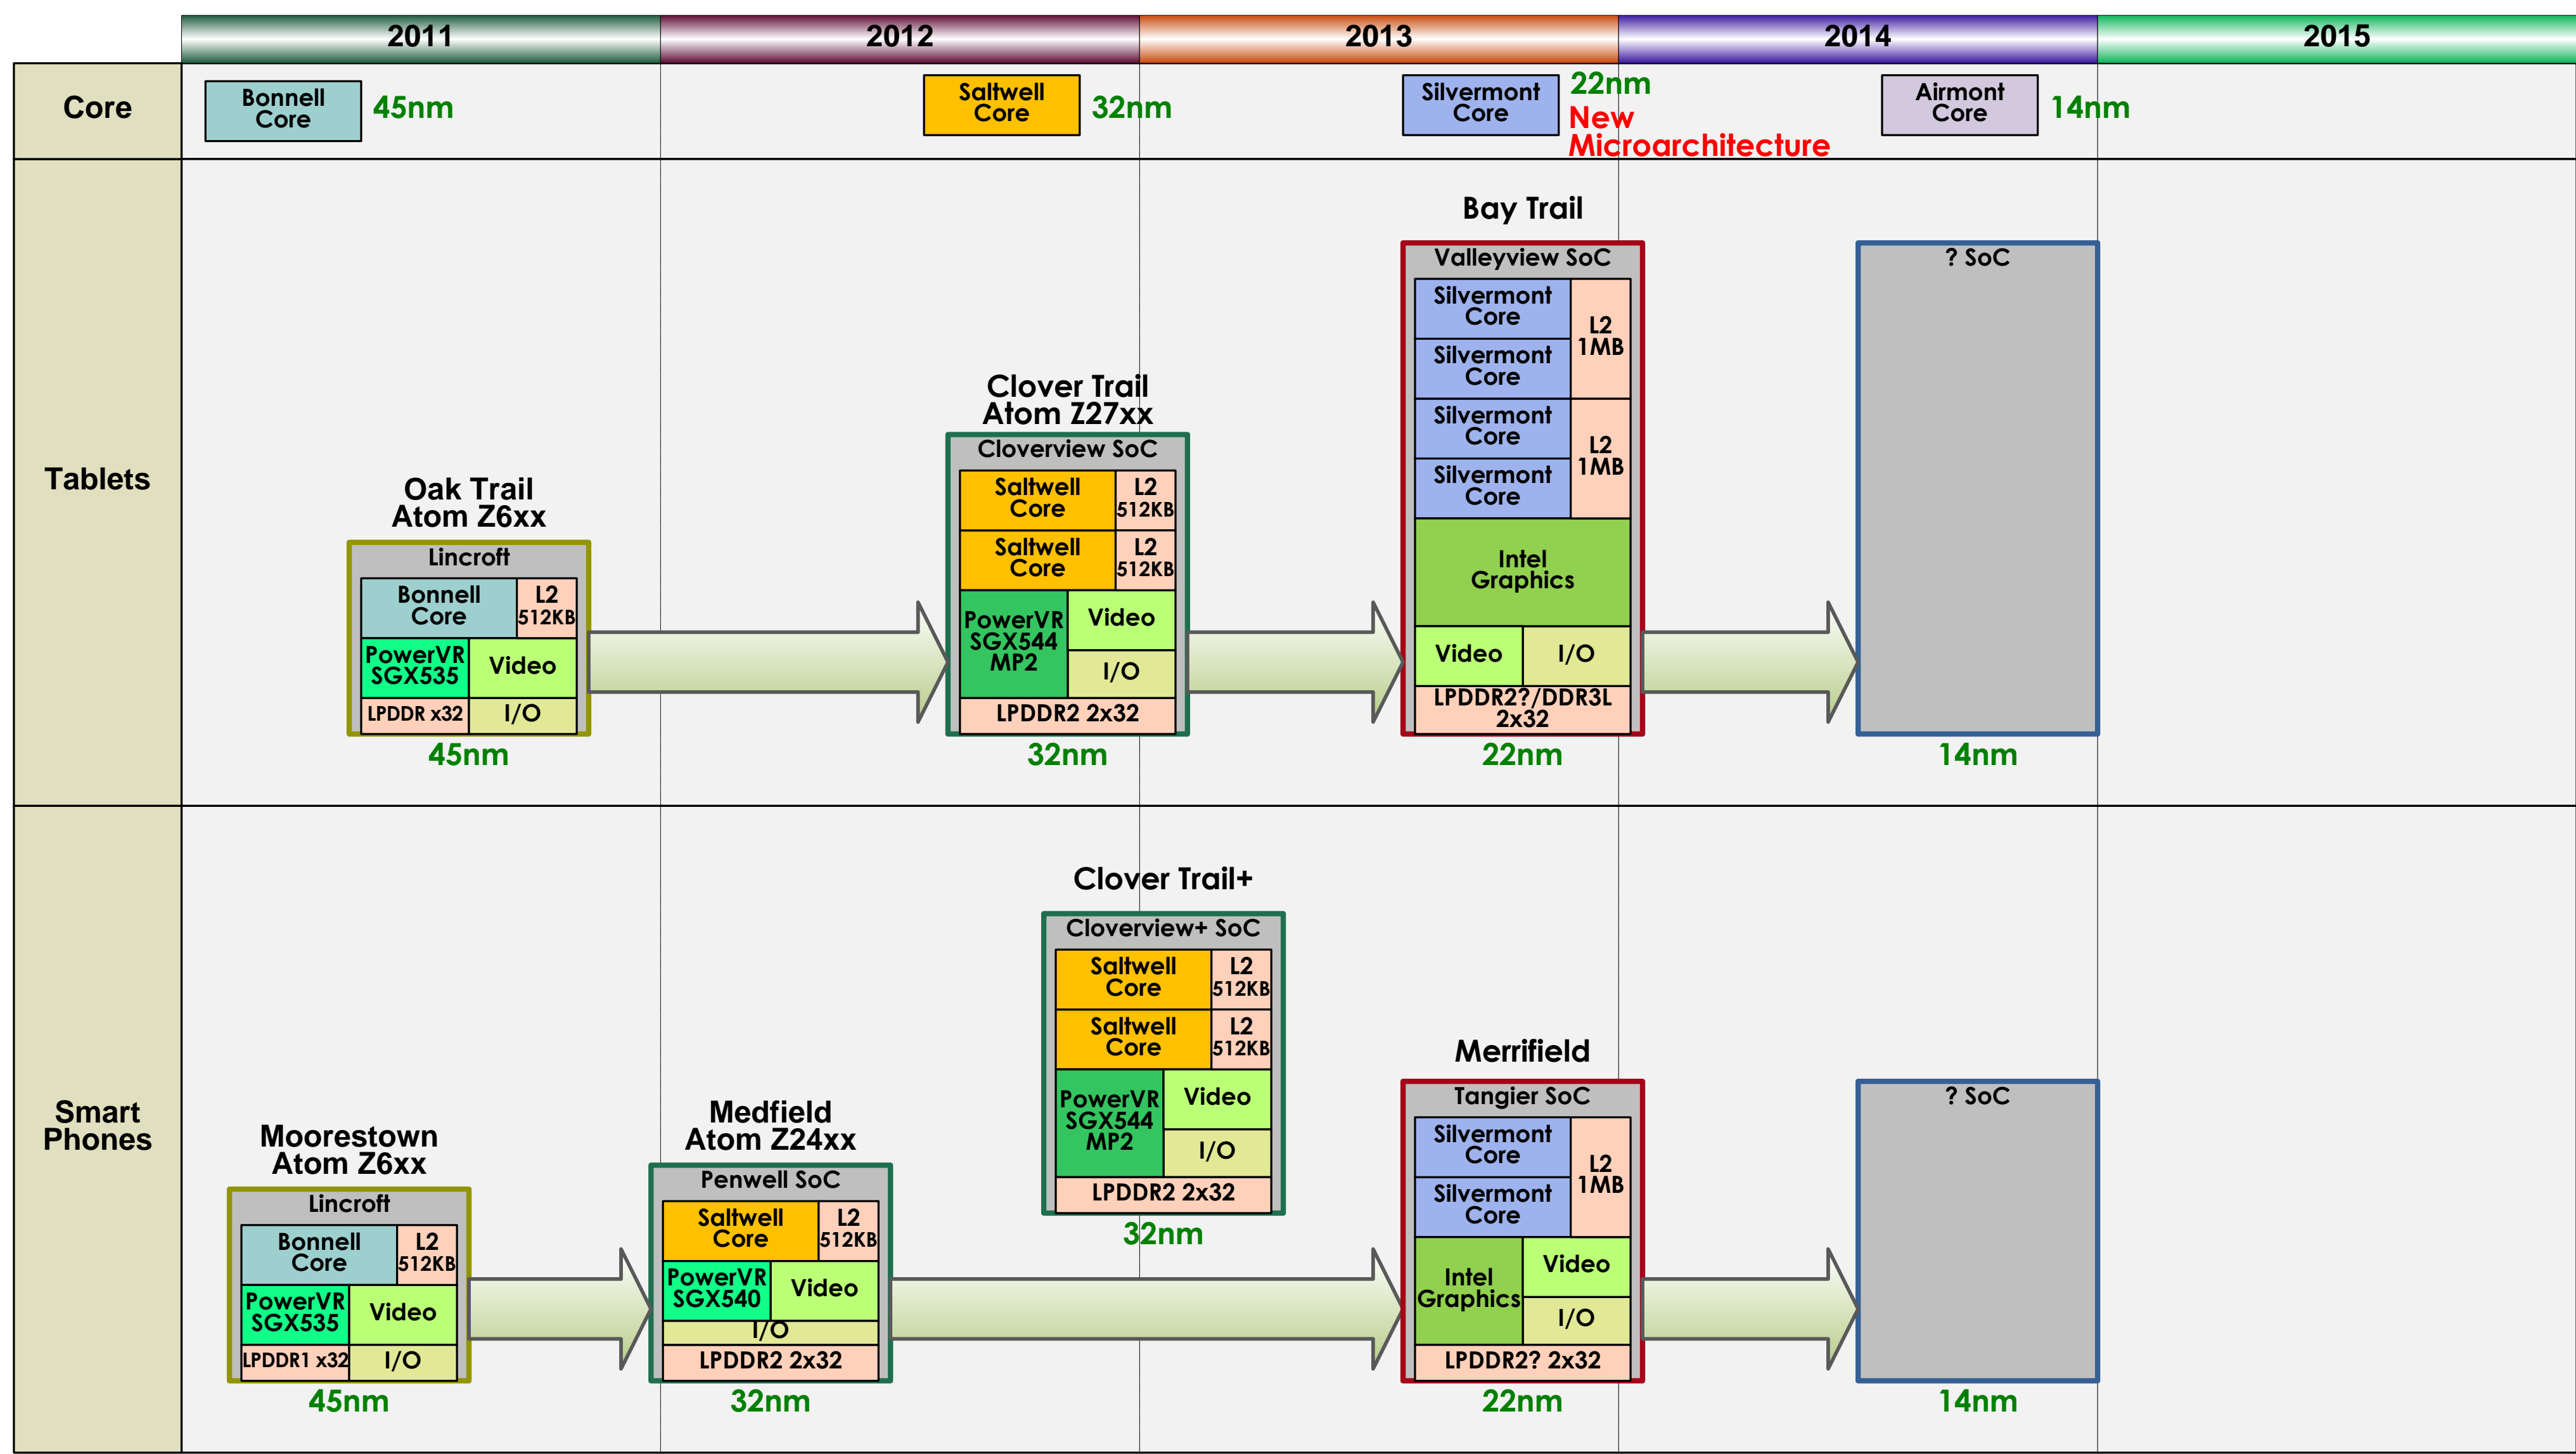 2011
2012
2013
2014
2015
Core
Bonnell
Core
45nm
Saltwell
Core
32nm
Silvermont
Core
22nm
New
Microarchitecture
Airmont
Core
14nm
Tablets
Oak Trail
Atom Z6xx
Lincroft
Bonnell
Core
L2
512KB
PowerVR
SGX535
Video
LPDDR x32
I/O
45nm
Clover Trail
Atom Z27xx
Cloverview SoC
Saltwell
Core
L2
512KB
Saltwell
Core
L2
512KB
PowerVR
SGX544
MP2
Video
I/O
LPDDR2 2x32
32nm
Bay Trail
Valleyview SoC
Silvermont
Core
Silvermont
Core
L2
1MB
Silvermont
Core
Silvermont
Core
L2
1MB
Intel
Graphics
Video
I/O
LPDDR2?/DDR3L
2x32
22nm
? SoC
14nm
Smart
Phones
Moorestown
Atom Z6xx
Lincroft
Bonnell
Core
L2
512KB
PowerVR
SGX535
Video
LPDDR1 x32
I/O
45nm
Medfield
Atom Z24xx
Penwell SoC
Saltwell
Core
L2
512KB
PowerVR
SGX540
Video
I/O
LPDDR2 2x32
32nm
Clover Trail+
Cloverview+ SoC
Saltwell
Core
L2
512KB
Saltwell
Core
L2
512KB
PowerVR
SGX544
MP2
Video
I/O
LPDDR2 2x32
32nm
Merrifield
Tangier SoC
Silvermont
Core
Silvermont
Core
L2
1MB
Intel
Graphics
Video
I/O
LPDDR2? 2x32
22nm
? SoC
14nm